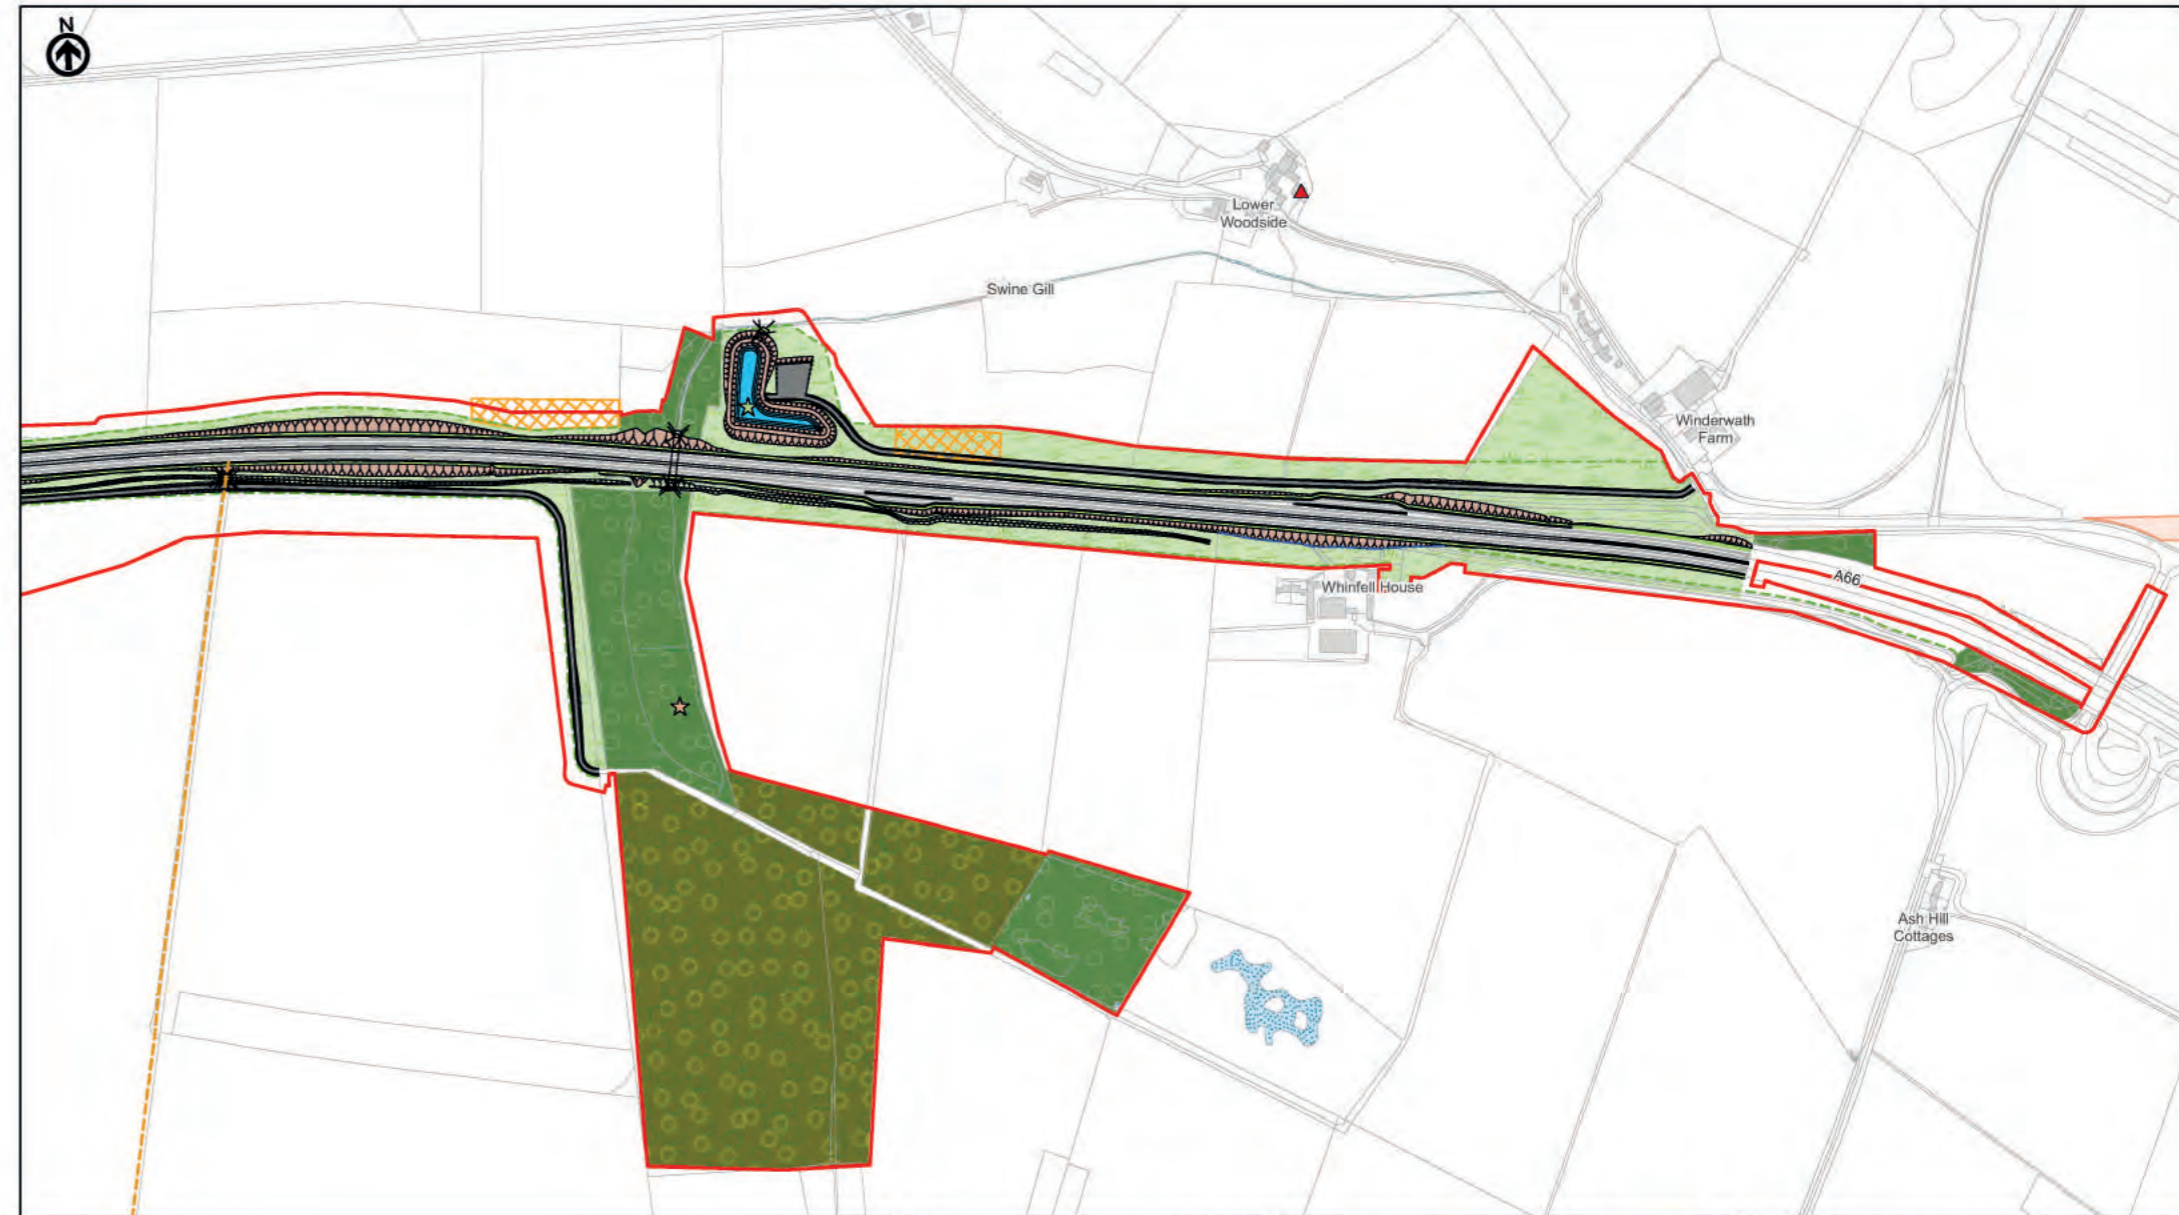 N
Lower
Woodside
Swine Gill
Winderwath
Farm
Whinfell House
A66
Ash Hill
Cottages